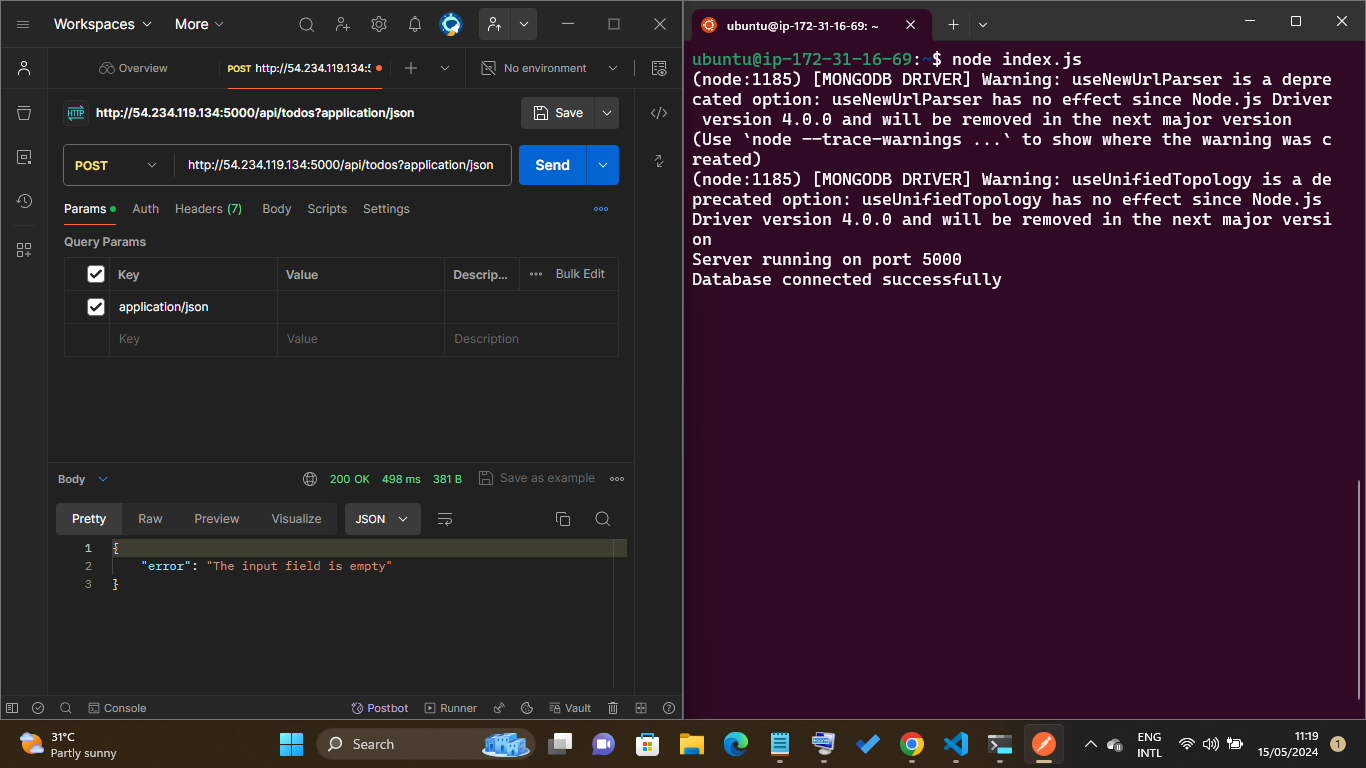 Workspaces
More
Overview
POST http://54.234.119.134:5
No environment
HTTP
http://54.234.119.134:5000/api/todos?application/json
Save
POST
http://54.234.119.134:5000/api/todos?application/json
Send
Params
Auth
Headers (7)
Body
Scripts
Settings
Query Params
Key
Value
Descrip...
Bulk Edit
application/json
Key
Value
Description
Body
200 OK
498 ms
381 B
Save as example
Pretty
Raw
Preview
Visualize
JSON
1 {
2 "error": "The input field is empty"
3 }
Console
Postbot
Runner
Vault
ubuntu@ip-172-31-16-69: ~
ubuntu@ip-172-31-16-69:~$ node index.js
(node:1185) [MONGODB DRIVER] Warning: useNewUrlParser is a depre
cated option: useNewUrlParser has no effect since Node.js Driver
version 4.0.0 and will be removed in the next major version
(Use `node --trace-warnings ...` to show where the warning was c
reated)
(node:1185) [MONGODB DRIVER] Warning: useUnifiedTopology is a de
precated option: useUnifiedTopology has no effect since Node.js
Driver version 4.0.0 and will be removed in the next major versi
on
Server running on port 5000
Database connected successfully
31°C
Partly sunny
Search
ENG
INTL
11:19
15/05/2024
1